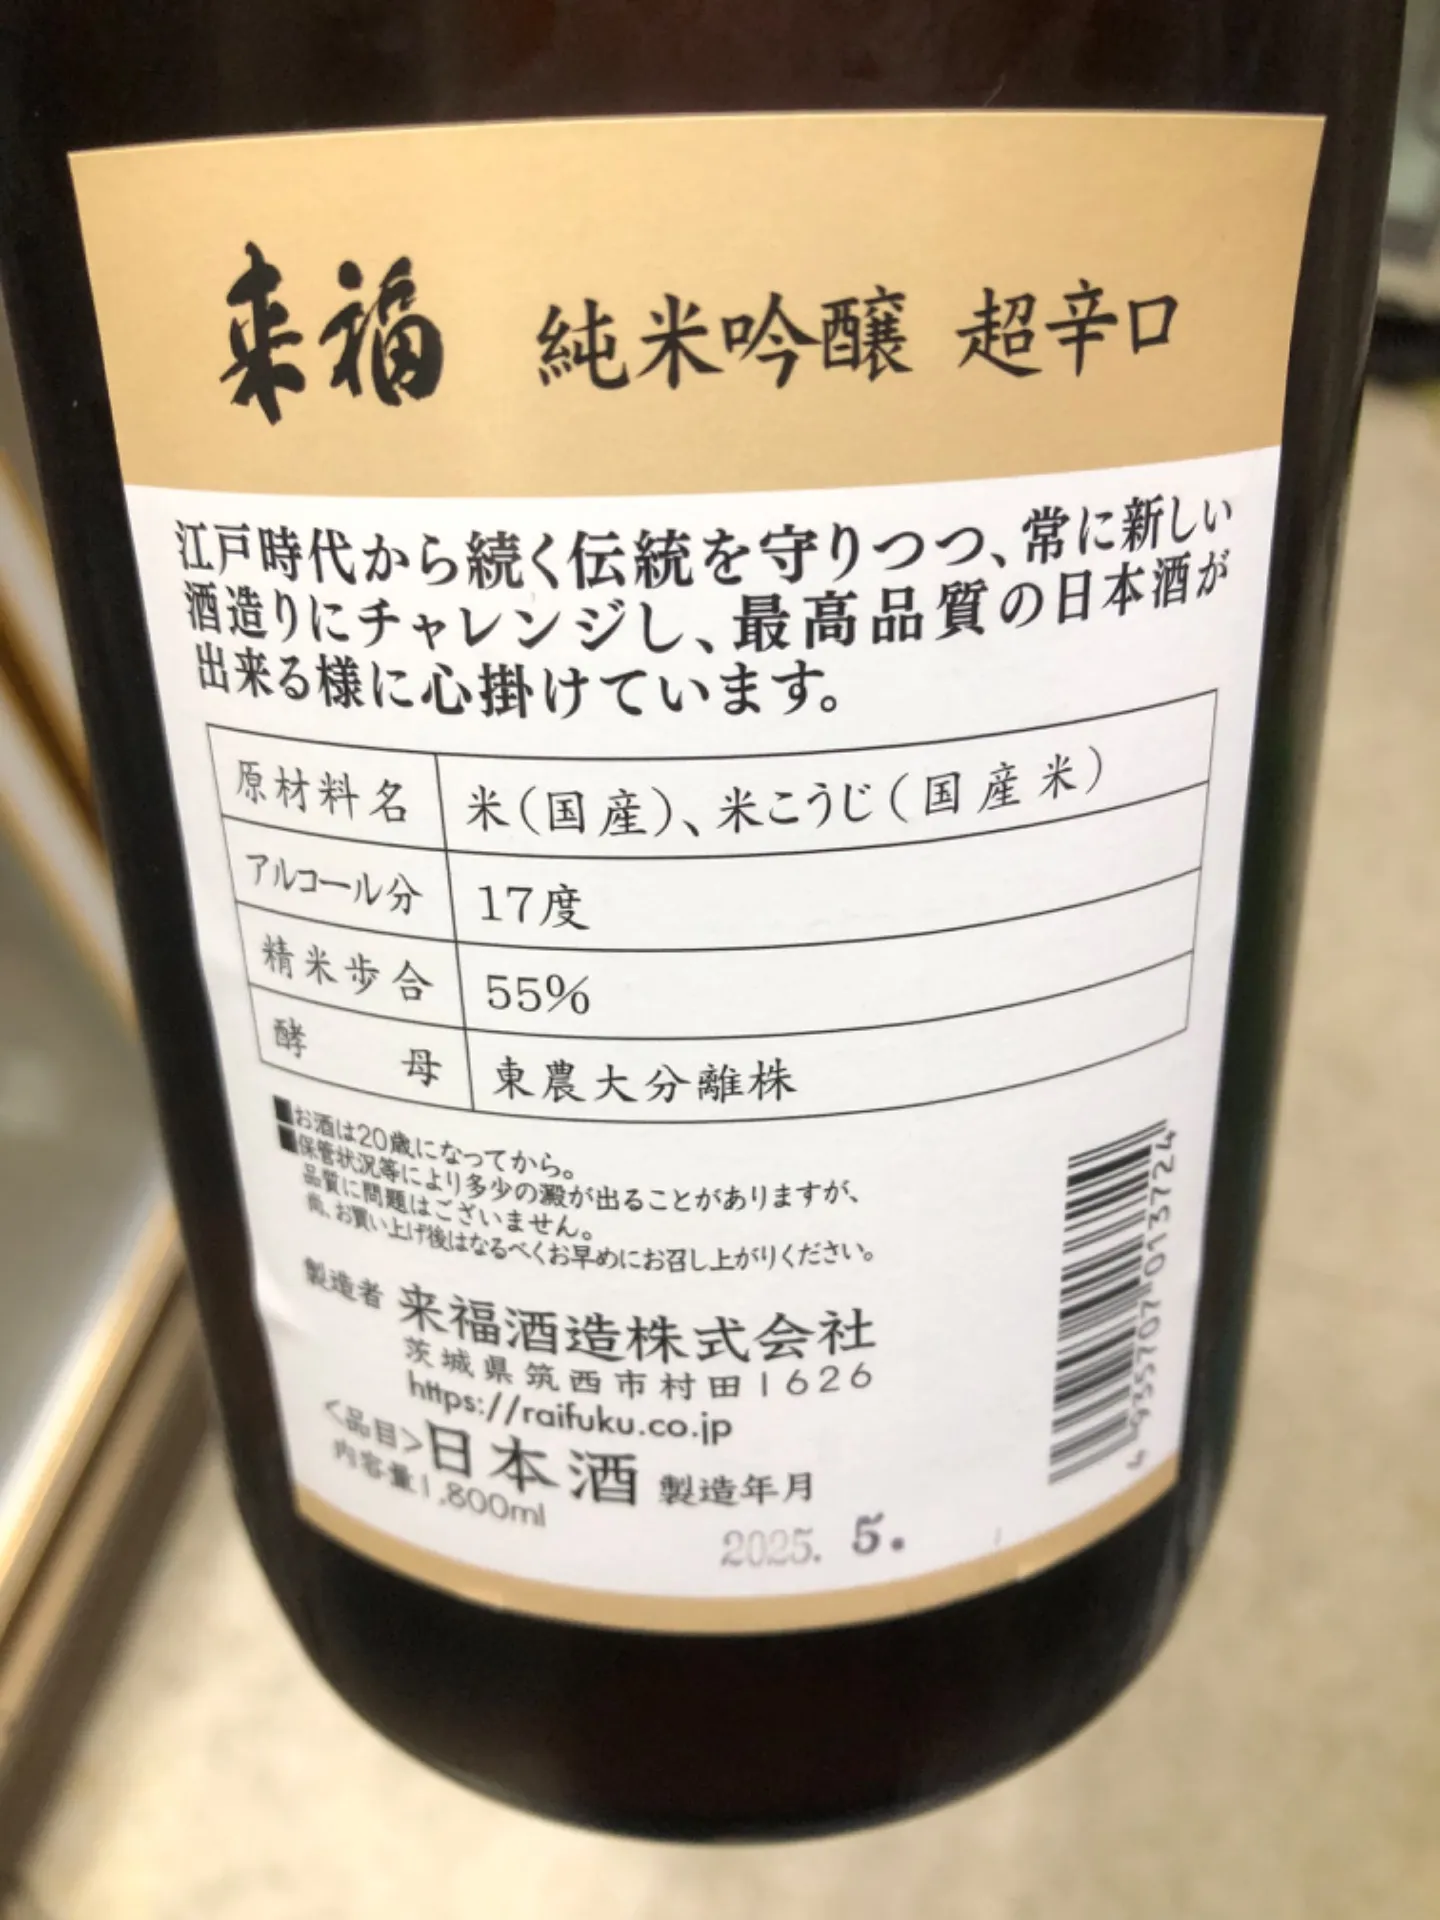 来福 純米吟醸 超辛口
江戸時代から続く伝統を守りつつ、常に新しい
酒造りにチャレンジし、最高品質の日本酒が
出来る様に心掛けています。
原材料名 米(国産)、米こうじ(国産米)
アルコール分 17度
精米歩合 55%
酵母 東農大分離株
■お酒は20歳になってから。
■保管状況等により多少の澱が出ることがありますが、
品質に問題はございません。
尚、お買い上げ後はなるべくお早めにお召し上がりください。
製造者 来福酒造株式会社
茨城県筑西市村田1626
https://raifuku.co.jp
<品目>日本酒 製造年月
内容量1,800ml
2025. 5.
4935707013724